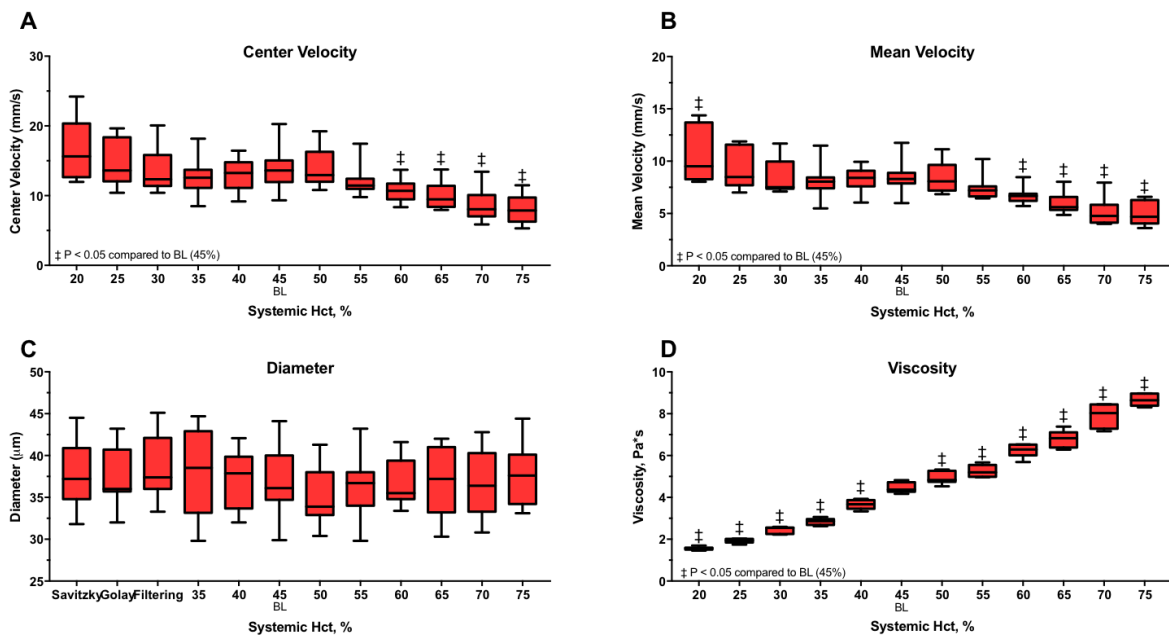 A
Center Velocity
Center Velocity (mm/s)
30
20
10
0
‡ P < 0.05 compared to BL (45%)
‡ ‡ ‡ ‡
20 25 30 35 40 45 50 55 60 65 70 75
BL
Systemic Hct, %
B
Mean Velocity
Mean Velocity (mm/s)
20
15
10
5
0
‡ ‡ ‡ ‡ ‡
‡ P < 0.05 compared to BL (45%)
20 25 30 35 40 45 50 55 60 65 70 75
BL
Systemic Hct, %
C
Diameter
Diameter (μm)
50
45
40
35
30
25
Savitzky Golay Filtering 35 40 45 50 55 60 65 70 75
BL
Systemic Hct, %
D
Viscosity
Viscosity, Pa*s
10
8
6
4
2
0
‡ ‡ ‡ ‡ ‡ ‡ ‡ ‡ ‡ ‡ ‡
‡ P < 0.05 compared to BL (45%)
20 25 30 35 40 45 50 55 60 65 70 75
BL
Systemic Hct, %